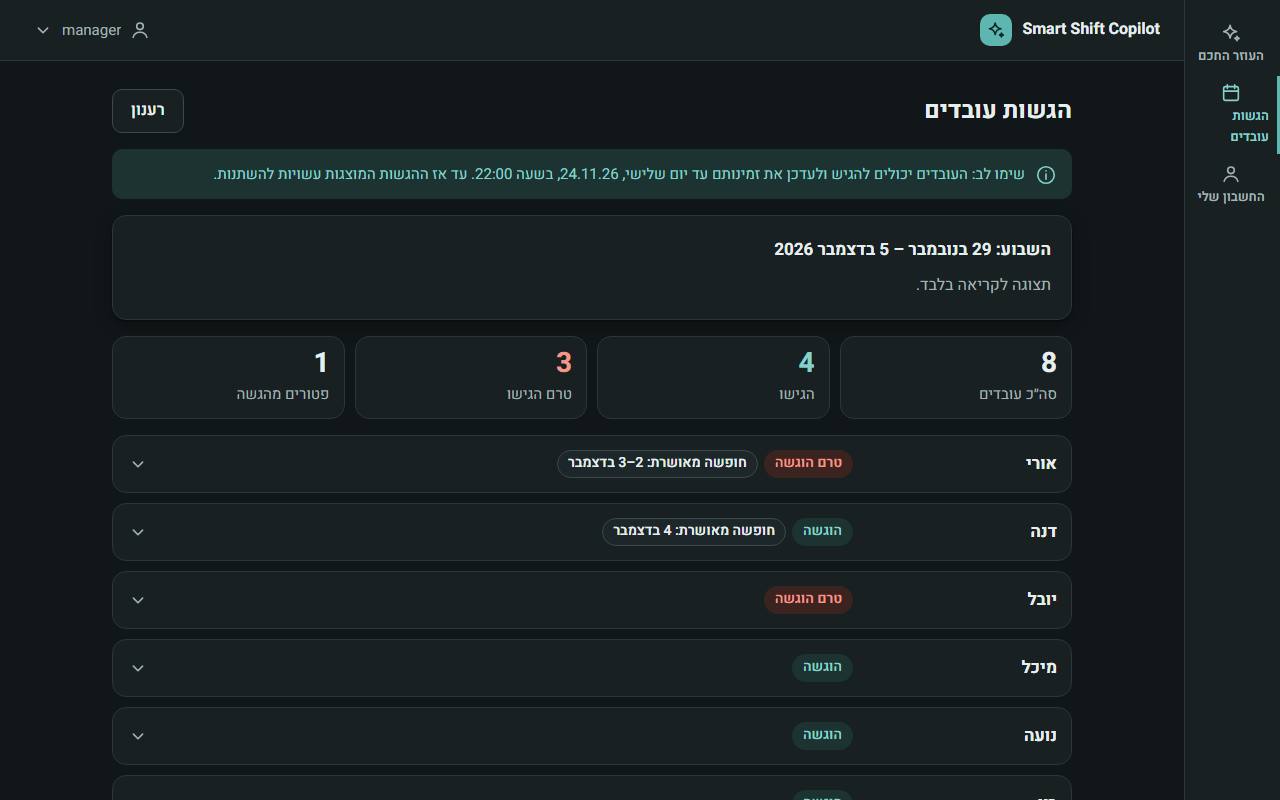 Smart Shift Copilot
manager
העוזר החכם
הגשות
עובדים
החשבון שלי
הגשות עובדים
רענון
שימו לב: העובדים יכולים להגיש ולעדכן את זמינותם עד יום שלישי, 24.11.26, בשעה 22:00. עד אז ההגשות המוצגות עשויות להשתנות.
השבוע: 29 בנובמבר – 5 בדצמבר 2026
תצוגה לקריאה בלבד.
8
סה״כ עובדים
4
הגישו
3
טרם הגישו
1
פטורים מהגשה
אורי טרם הוגשה חופשה מאושרת: 2–3 בדצמבר
דנה הוגשה חופשה מאושרת: 4 בדצמבר
יובל טרם הוגשה
מיכל הוגשה
נועה הוגשה